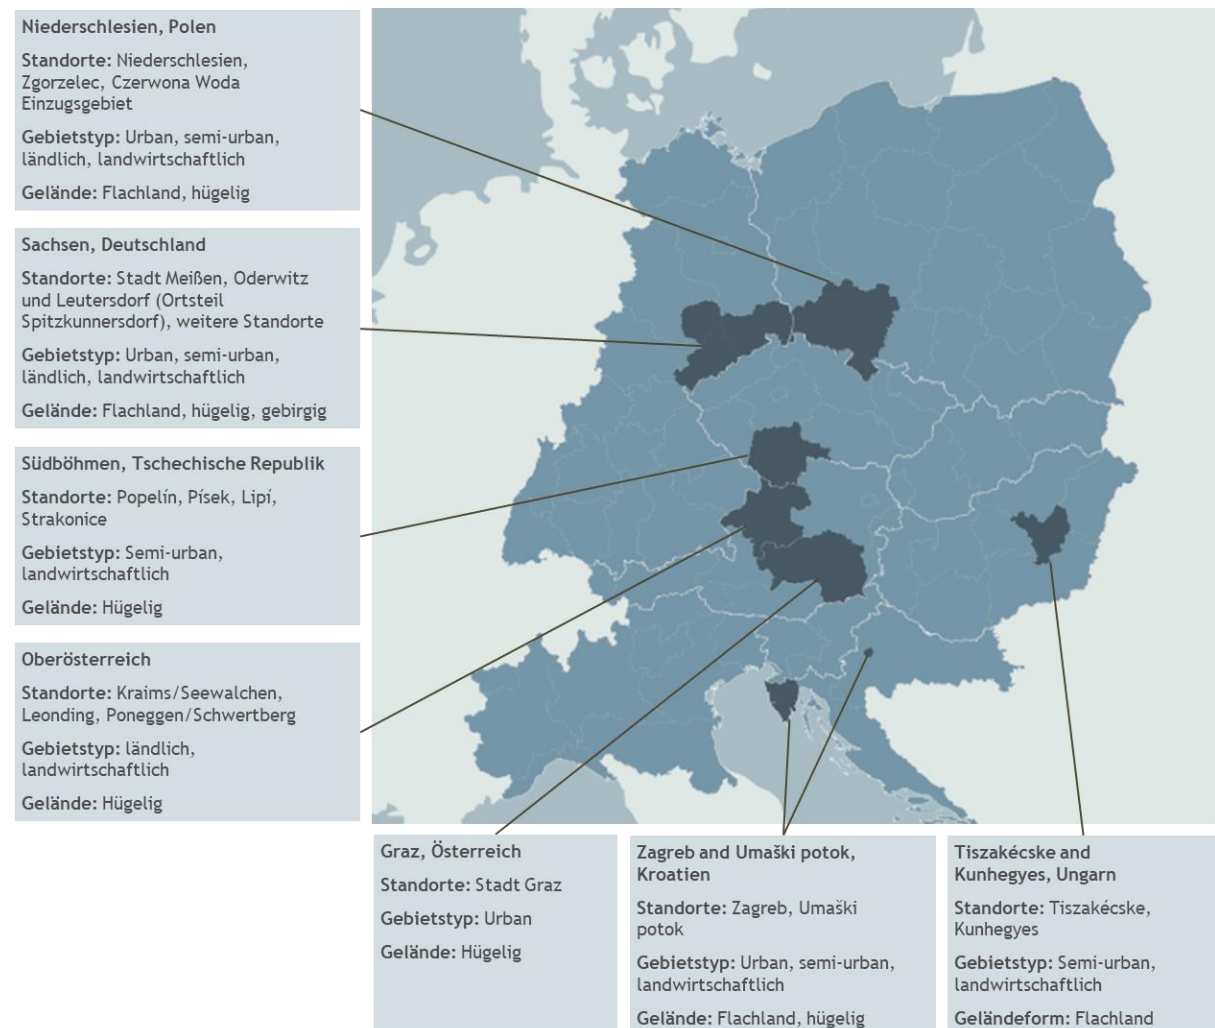 Niederschlesien, Polen
Standorte: Niederschlesien,
Zgorzelec, Czerwona Woda
Einzugsgebiet
Gebietstyp: Urban, semi-urban,
ländlich, landwirtschaftlich
Gelände: Flachland, hügelig
Sachsen, Deutschland
Standorte: Stadt Meißen, Oderwitz
und Leutersdorf (Ortsteil
Spitzkunnersdorf), weitere Standorte
Gebietstyp: Urban, semi-urban,
ländlich, landwirtschaftlich
Gelände: Flachland, hügelig, gebirgig
Südböhmen, Tschechische Republik
Standorte: Popelín, Písek, Lipí,
Strakonice
Gebietstyp: Semi-urban,
landwirtschaftlich
Gelände: Hügelig
Oberösterreich
Standorte: Kraims/Seewalchen,
Leonding, Poneggen/Schwertberg
Gebietstyp: ländlich,
landwirtschaftlich
Gelände: Hügelig
Graz, Österreich
Standorte: Stadt Graz
Gebietstyp: Urban
Gelände: Hügelig
Zagreb and Umaški potok,
Kroatien
Standorte: Zagreb, Umaški
potok
Gebietstyp: Urban, semi-urban,
landwirtschaftlich
Gelände: Flachland, hügelig
Tiszakécske and
Kunhegyes, Ungarn
Standorte: Tiszakécske,
Kunhegyes
Gebietstyp: Semi-urban,
landwirtschaftlich
Geländeform: Flachland